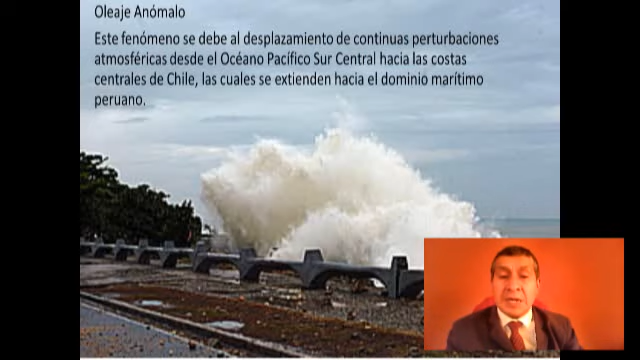 Oleaje Anómalo
Este fenómeno se debe al desplazamiento de continuas perturbaciones
atmosféricas desde el Océano Pacífico Sur Central hacia las costas
centrales de Chile, las cuales se extienden hacia el dominio marítimo
peruano.